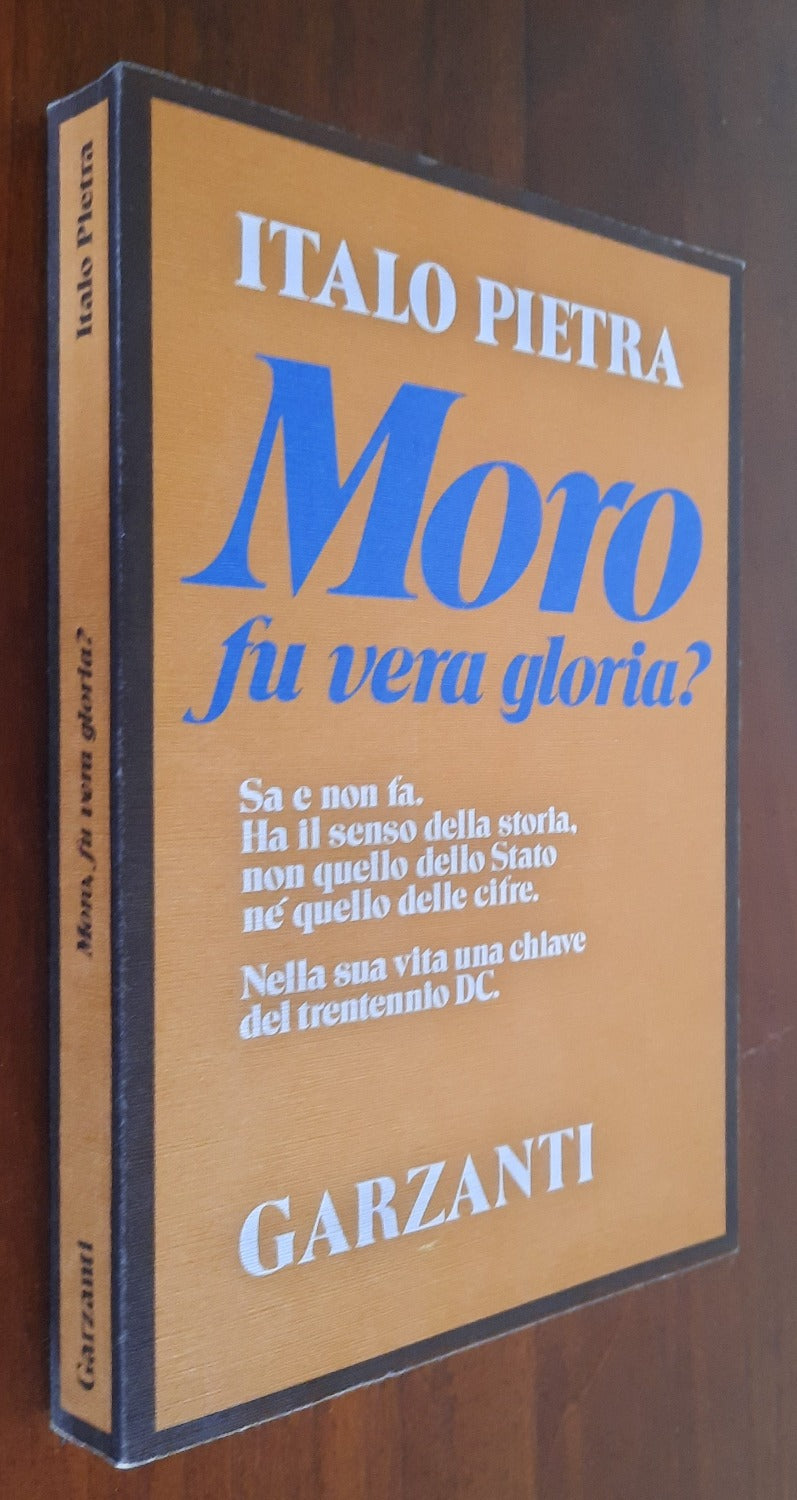 ITALO PIETRA
Moro
fu vera gloria?
Sa e non fa.
Ha il senso della storia,
non quello dello Stato
né quello delle cifre.
Nella sua vita una chiave
del trentennio DC.
GARZANTI
Italo Pietra
Moro, fu vera gloria?
Garzanti